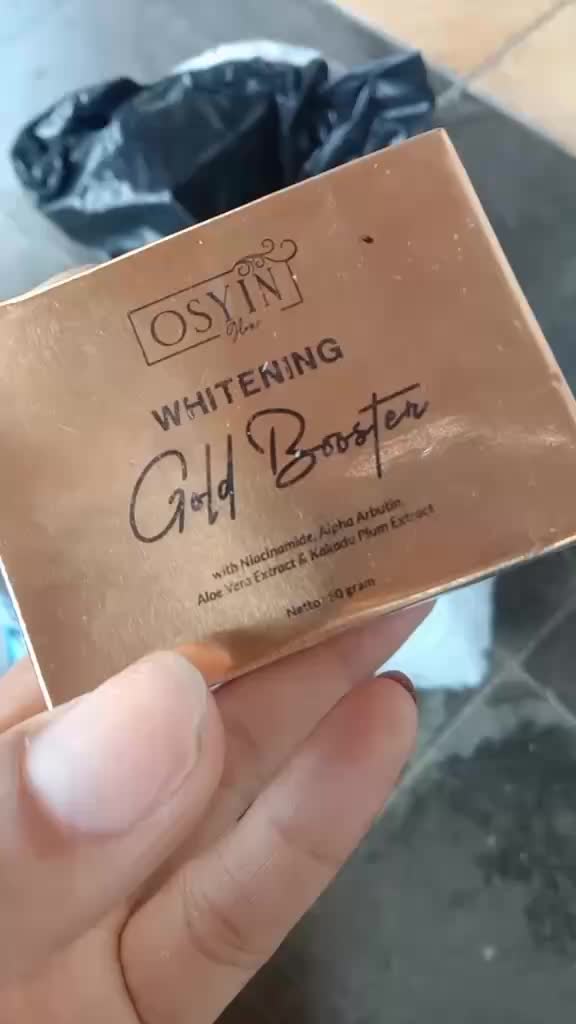 OSYIN
Glow
WHITENING
Gold Booster
with Niacinamide, Alpha Arbutin,
Aloe Vera Extract & Kakadu Plum Extract
Netto: 10 gram